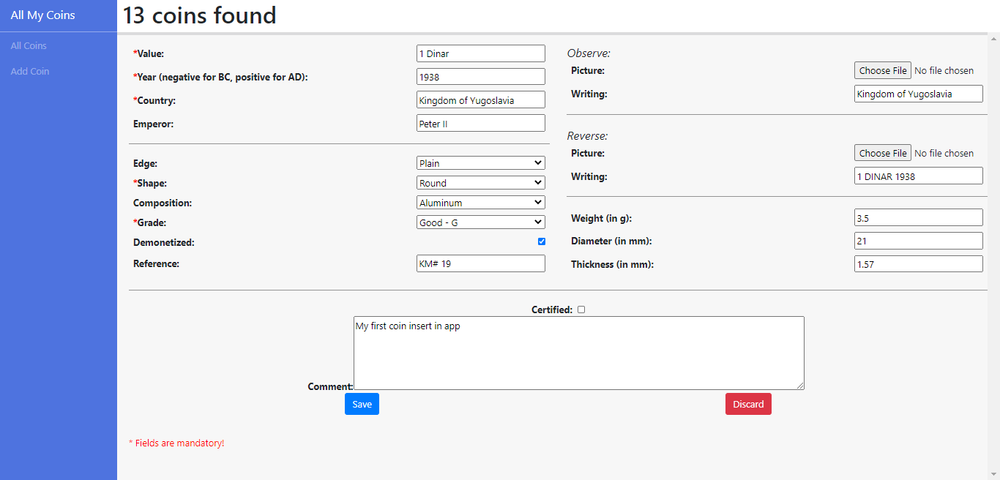 All My Coins
All Coins
Add Coin
13 coins found
*Value: 1 Dinar
*Year (negative for BC, positive for AD): 1938
*Country: Kingdom of Yugoslavia
Emperor: Peter II
Edge: Plain
*Shape: Round
Composition: Aluminum
*Grade: Good - G
Demonetized:
Reference: KM# 19
Observe:
Picture: Choose File No file chosen
Writing: Kingdom of Yugoslavia
Reverse:
Picture: Choose File No file chosen
Writing: 1 DINAR 1938
Weight (in g): 3.5
Diameter (in mm): 21
Thickness (in mm): 1.57
Certified:
My first coin insert in app
Comment:
Save Discard
* Fields are mandatory!